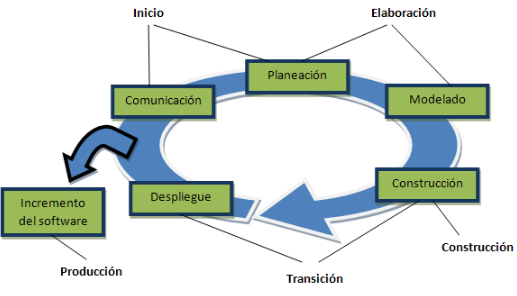 Inicio
Elaboración
Planeación
Comunicación
Modelado
Construcción
Despliegue
Incremento
del software
Construcción
Producción
Transición